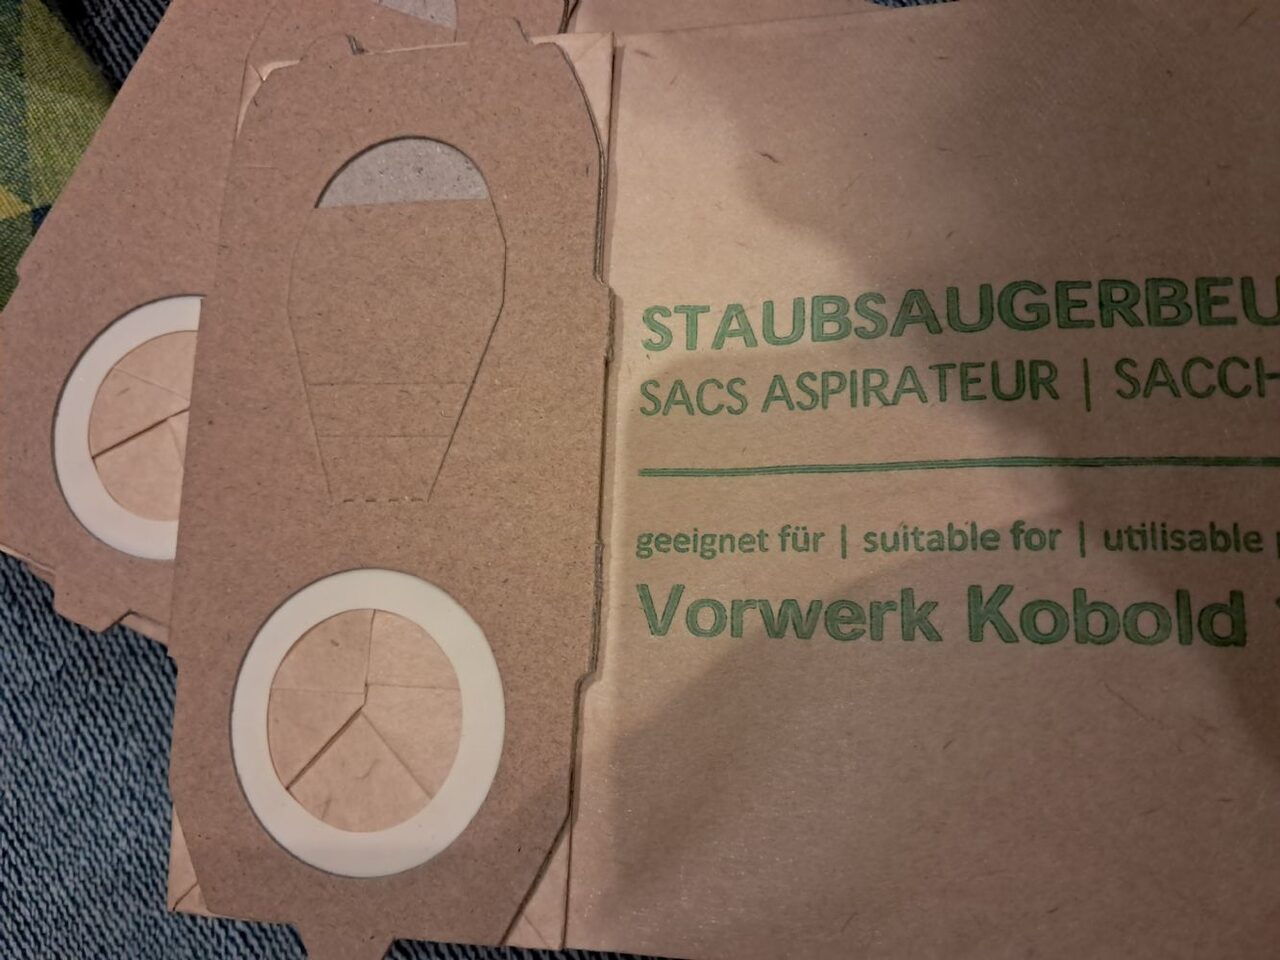 STAUBSAUGERBEU
SACS ASPIRATEUR | SACCH
geeignet für | suitable for | utilisable
Vorwerk Kobold